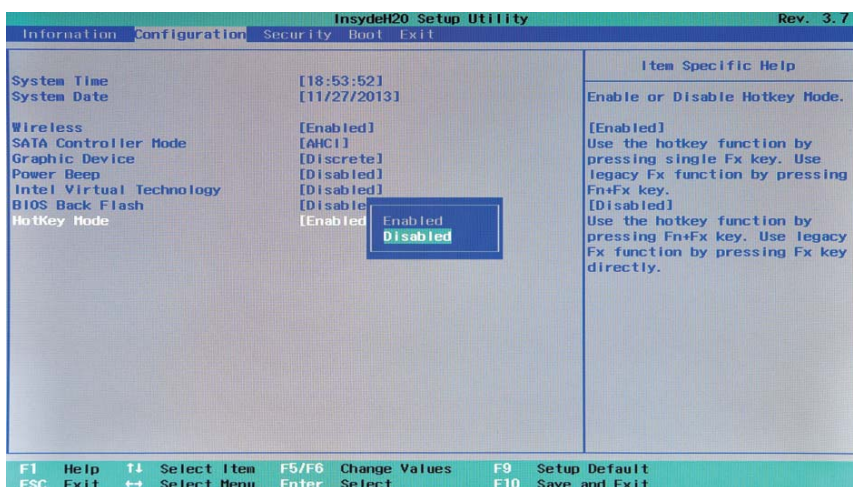 InsydeH2O Setup Utility Rev. 3.7
Information Configuration Security Boot Exit
Item Specific Help
System Time [18:53:52]
System Date [11/27/2013]
Enable or Disable Hotkey Mode.
Wireless [Enabled]
SATA Controller Mode [AHCI]
Graphic Device [Discrete]
Power Beep [Disabled]
Intel Virtual Technology [Disabled]
BIOS Back Flash [Disable
HotKey Mode [Enabled
Enabled
Disabled
[Enabled]
Use the hotkey function by
pressing single Fx key. Use
legacy Fx function by pressing
Fn+Fx key.
[Disabled]
Use the hotkey function by
pressing Fn+Fx key. Use legacy
Fx function by pressing Fx key
directly.
F1 Help ↑↓ Select Item F5/F6 Change Values F9 Setup Default
ESC Exit ↔ Select Menu Enter Select F10 Save and Exit